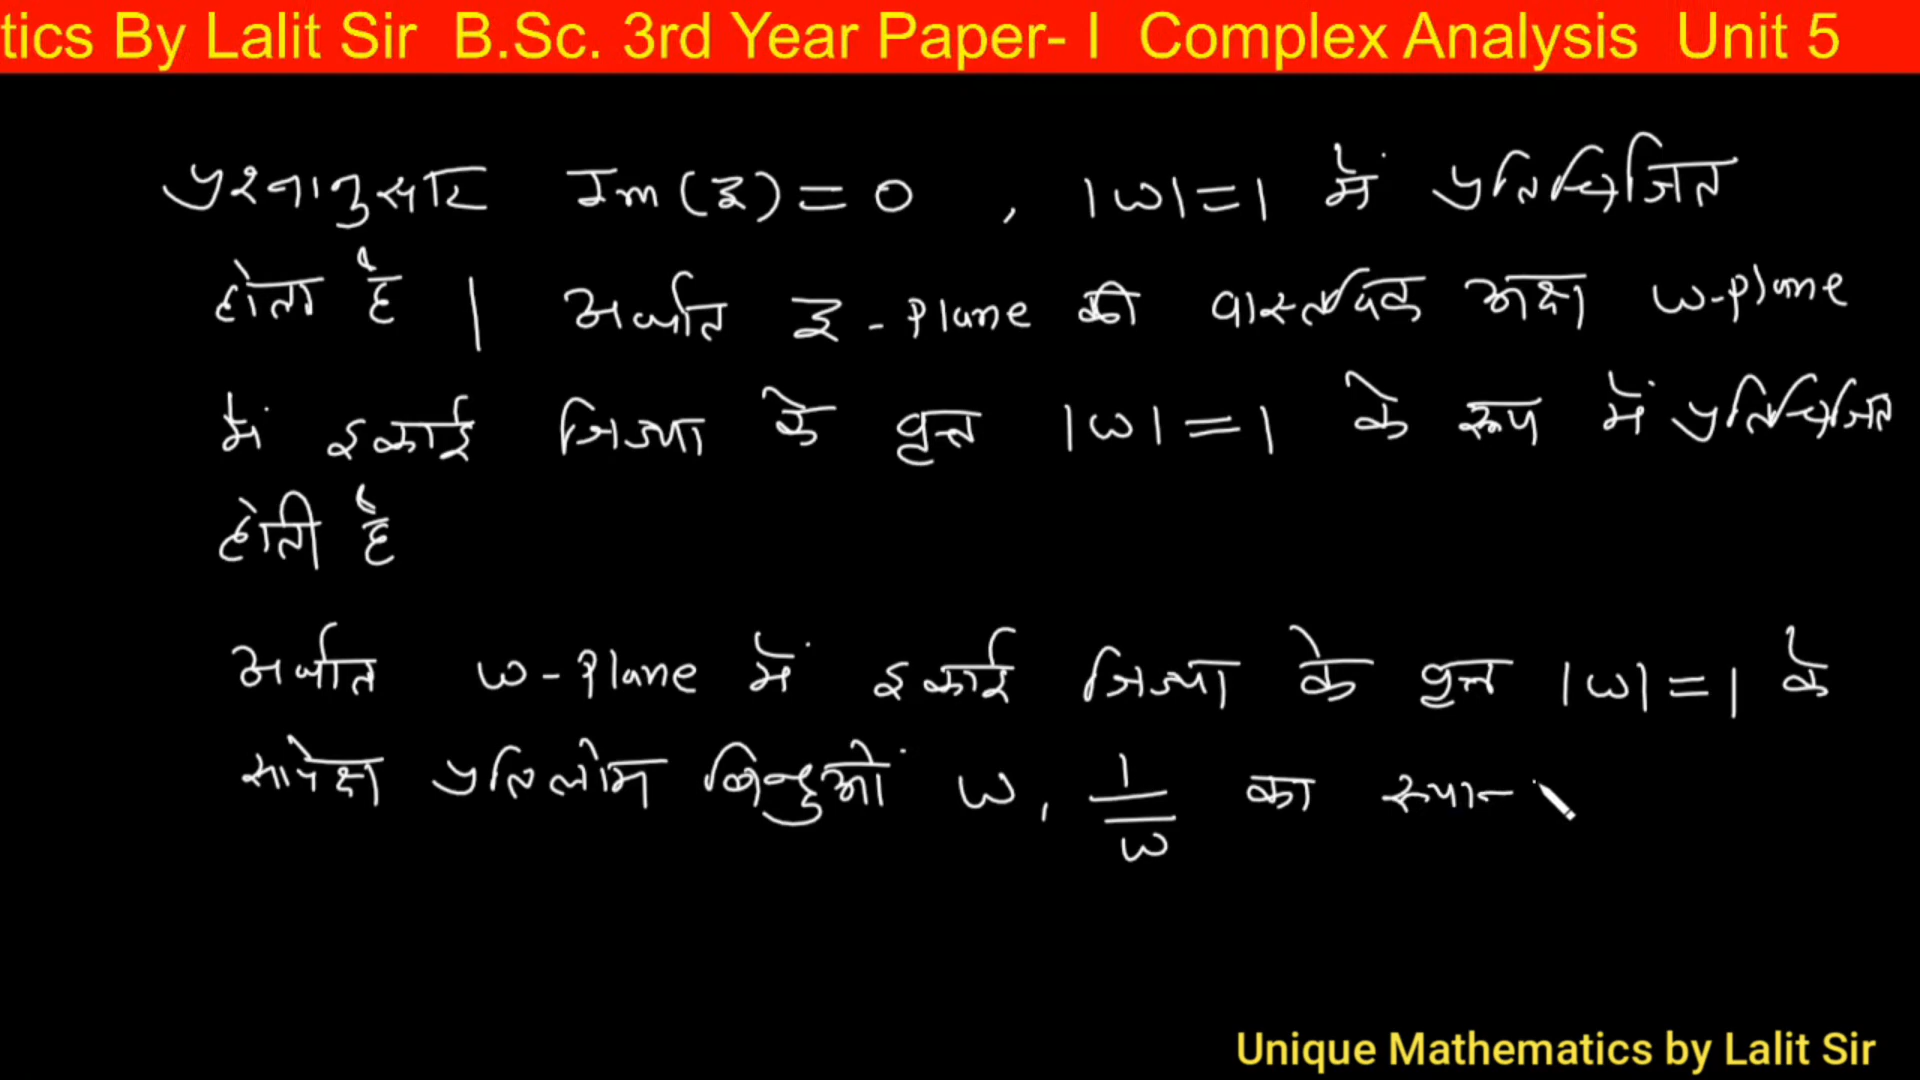 tics By Lalit Sir B.Sc. 3rd Year Paper- I Complex Analysis Unit 5
प्रश्नानुसार Im(z) = 0 , |w| = 1 में प्रतिचित्रित
होता है | अर्थात z - plane की वास्तविक अक्ष w-plane
में इकाई त्रिज्या के वृत्त |w| = 1 के रूप में प्रतिचित्रित
होती है
अर्थात w - plane में इकाई त्रिज्या के वृत्त |w| = 1 के
सापेक्ष प्रतिलोम बिन्दुओं w, 1/w̅ का
Unique Mathematics by Lalit Sir